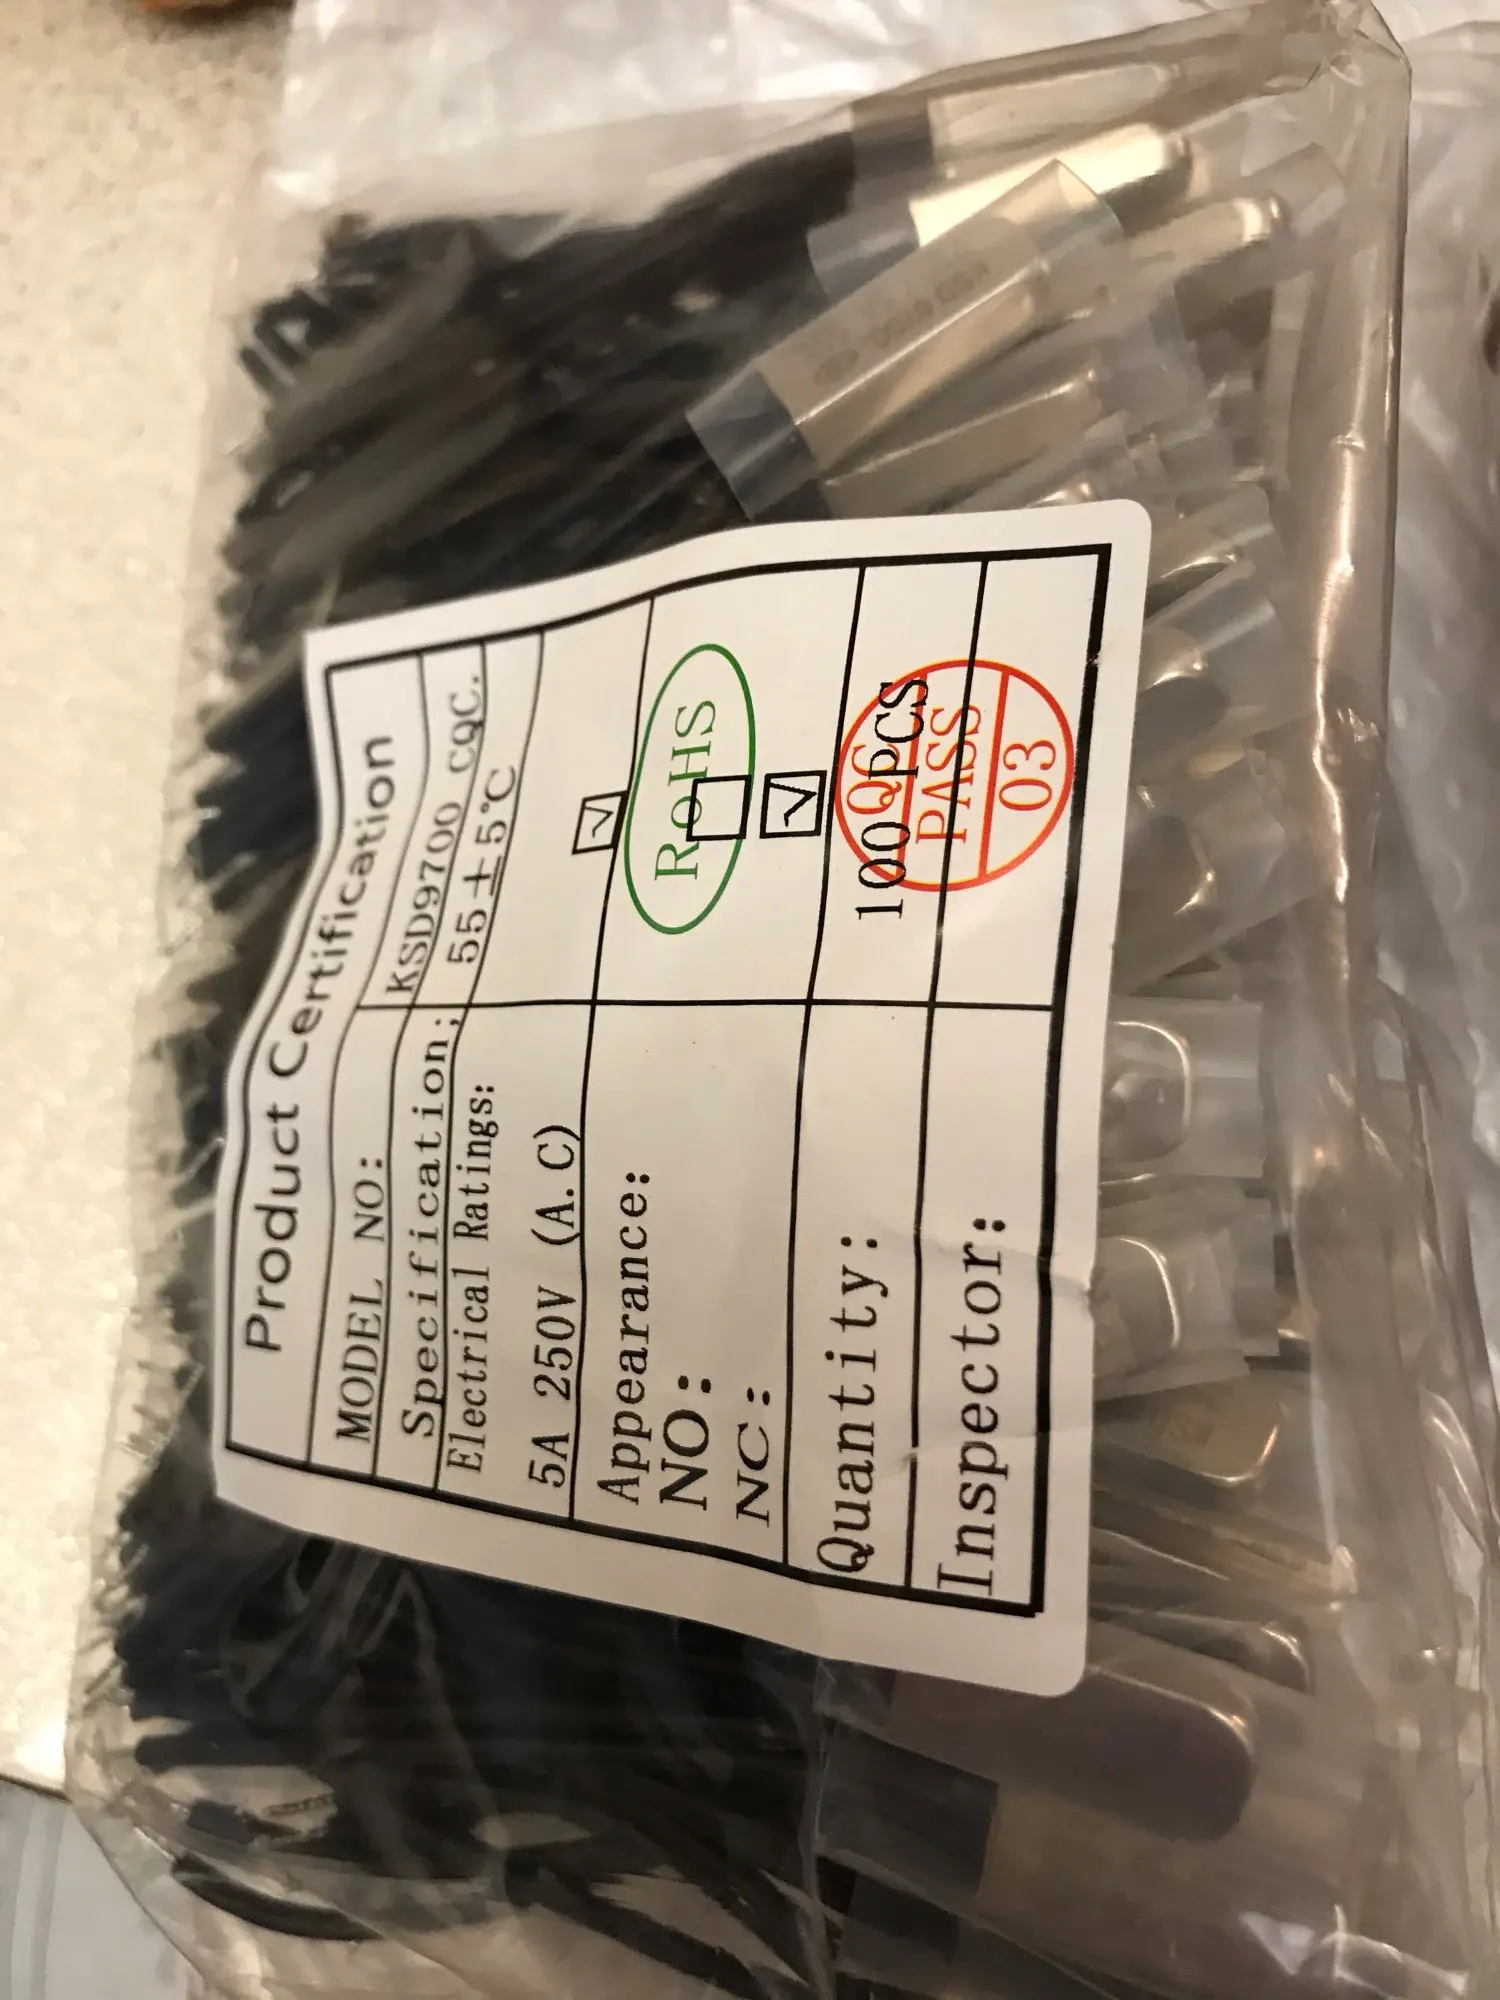 Product Certification
MODEL NO: KSD9700 CQC.
Specification; 55±5℃
Electrical Ratings:
5A 250V (A.C) √
Appearance: RoHS
NO:
NC: √
Quantity: 100 PCS
QC
PASS
Inspector: 03